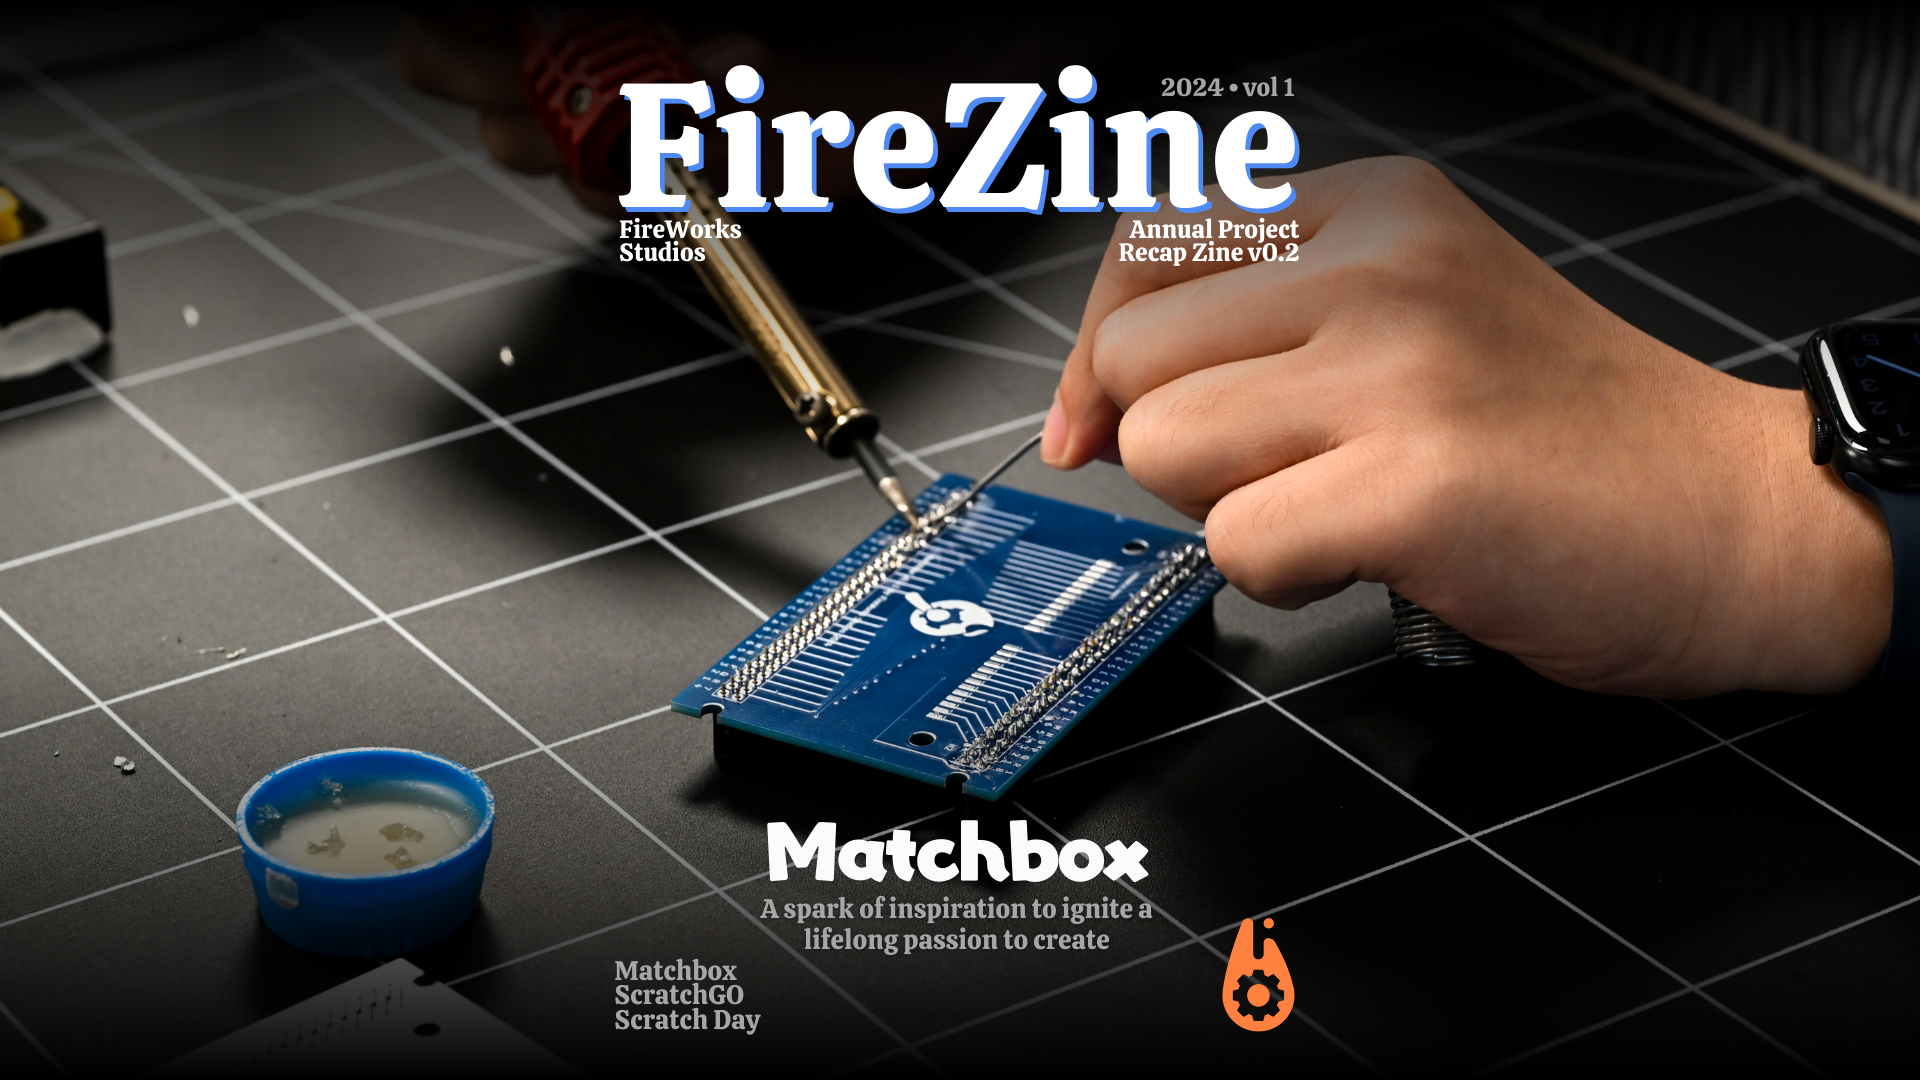 2024 • vol 1
FireZine
FireWorks
Studios
Annual Project
Recap Zine v0.2
Matchbox
A spark of inspiration to ignite a
lifelong passion to create
Matchbox
ScratchGO
Scratch Day